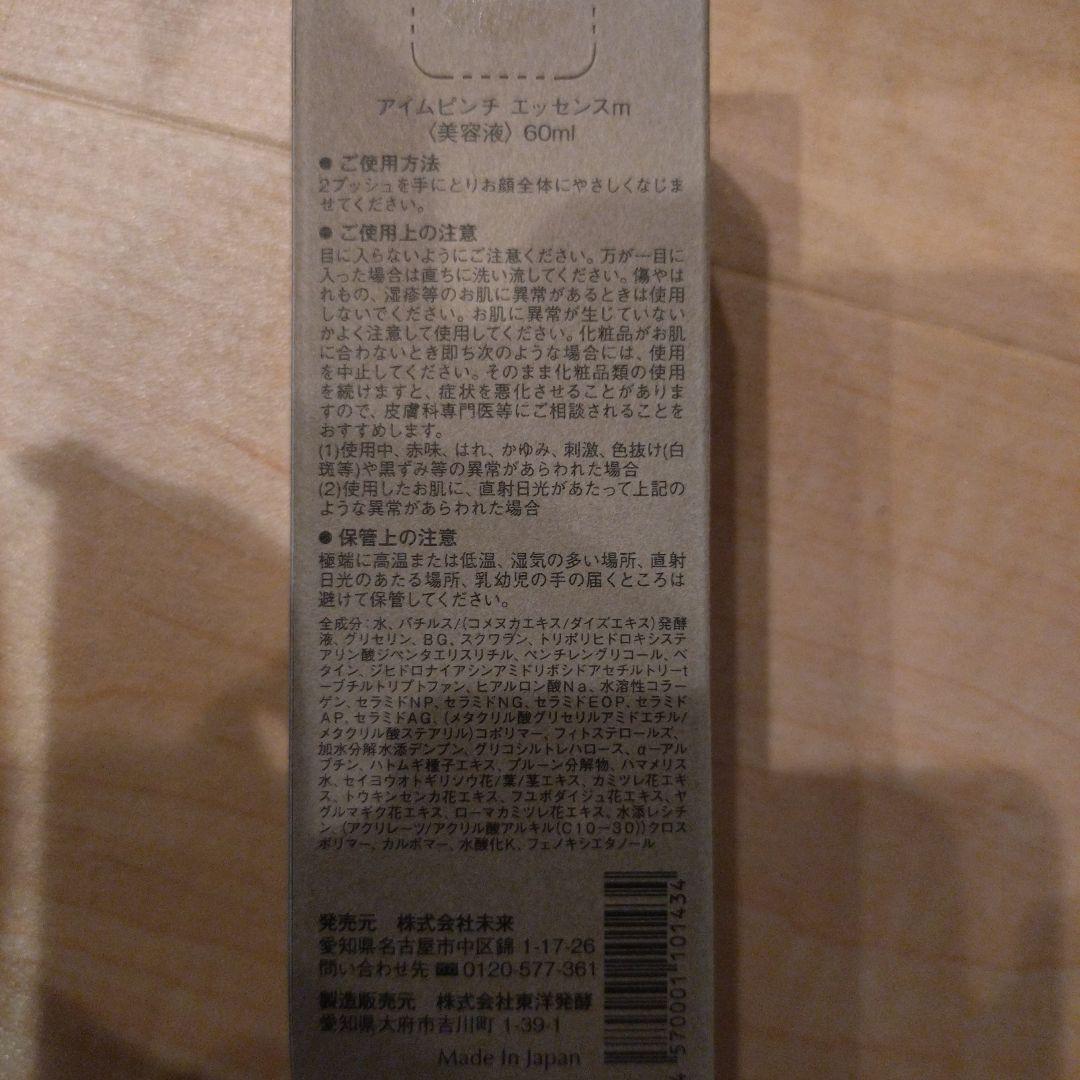 アイムピンチ エッセンスm
〈美容液〉60ml
● ご使用方法
2プッシュを手にとりお顔全体にやさしくなじま
せてください。
● ご使用上の注意
目に入らないようにご注意ください。万が一目に
入った場合は直ちに洗い流してください。傷やは
れもの、湿疹等のお肌に異常があるときは使用
しないでください。お肌に異常が生じていない
かよく注意して使用してください。化粧品がお肌
に合わないとき即ち次のような場合には、使用
を中止してください。そのまま化粧品類の使用
を続けますと、症状を悪化させることがありま
すので、皮膚科専門医等にご相談されることを
おすすめします。
(1)使用中、赤味、はれ、かゆみ、刺激、色抜け(白
斑等)や黒ずみ等の異常があらわれた場合
(2)使用したお肌に、直射日光があたって上記の
ような異常があらわれた場合
● 保管上の注意
極端に高温または低温、湿気の多い場所、直射
日光のあたる場所、乳幼児の手の届くところは
避けて保管してください。
全成分：水、バチルス/(コメヌカエキス/ダイズエキス)発酵
液、グリセリン、BG、スクワラン、トリポリヒドロキシステ
アリン酸ジペンタエリスリチル、ペンチレングリコール、ベ
タイン、ジヒドロナイアシンアミドリボシドアセチルトリーt
ーブチルトリプトファン、ヒアルロン酸Na、水溶性コラー
ゲン、セラミドNP、セラミドNG、セラミドEOP、セラミド
AP、セラミドAG、(メタクリル酸グリセリルアミドエチル/
メタクリル酸ステアリル)コポリマー、フィトステロールズ、
加水分解水添デンプン、グリコシルトレハロース、α－アル
ブチン、ハトムギ種子エキス、プルーン分解物、ハマメリス
水、セイヨウオトギリソウ花/葉/茎エキス、カミツレ花エキ
ス、トウキンセンカ花エキス、フユボダイジュ花エキス、ヤ
グルマギク花エキス、ローマカミツレ花エキス、水添レシチ
ン、(アクリレーツ/アクリル酸アルキル(C10－30))クロス
ポリマー、カルボマー、水酸化K、フェノキシエタノール
発売元　株式会社未来
愛知県名古屋市中区錦 1-17-26
問い合わせ先 0120-577-361
製造販売元　株式会社東洋発酵
愛知県大府市吉川町 1-39-1
Made In Japan
4 570001 101434